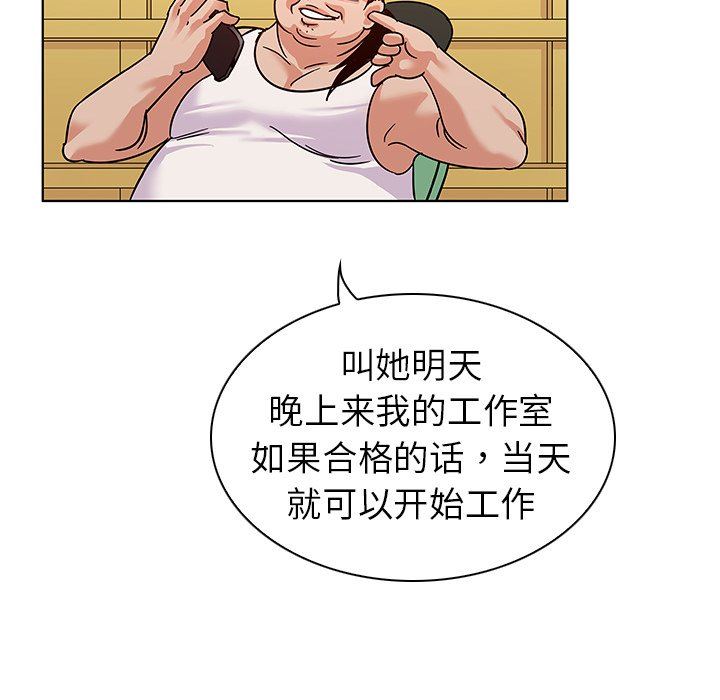 叫她明天
晚上来我的工作室
如果合格的话，当天
就可以开始工作